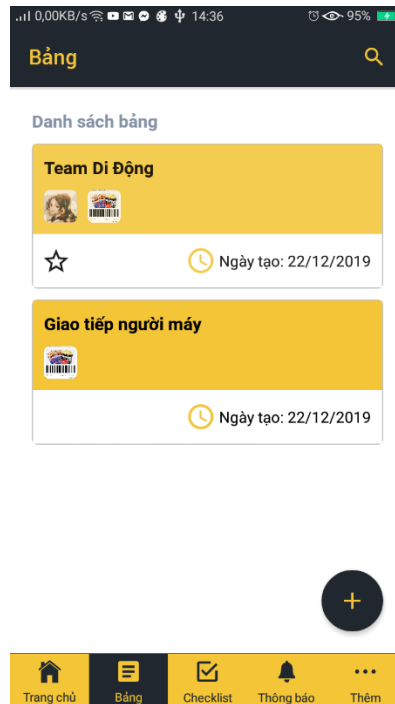 0,00KB/s 14:36 95%
Bảng
Danh sách bảng
Team Di Động
Ngày tạo: 22/12/2019
Giao tiếp người máy
Ngày tạo: 22/12/2019
Trang chủ Bảng Checklist Thông báo Thêm